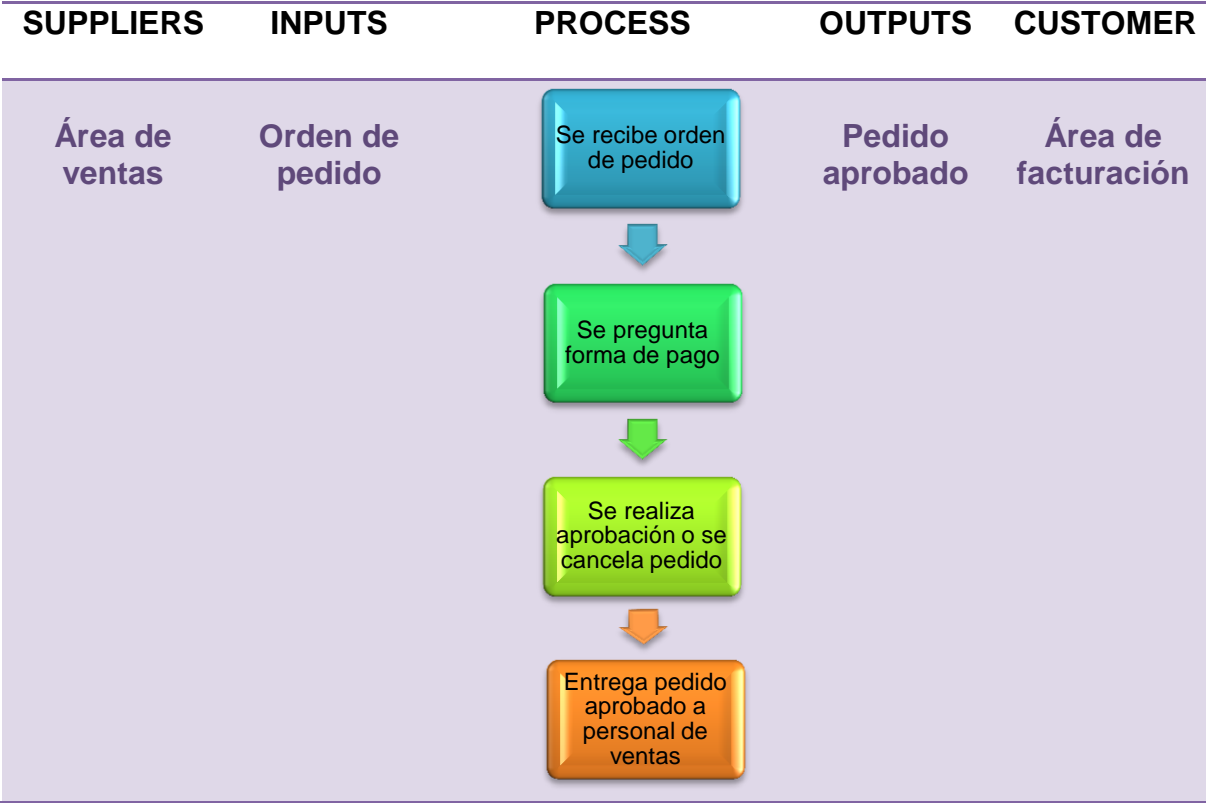 SUPPLIERS INPUTS PROCESS OUTPUTS CUSTOMER
Área de
ventas
Orden de
pedido
Se recibe orden
de pedido
Se pregunta
forma de pago
Se realiza
aprobación o se
cancela pedido
Entrega pedido
aprobado a
personal de
ventas
Pedido
aprobado
Área de
facturación